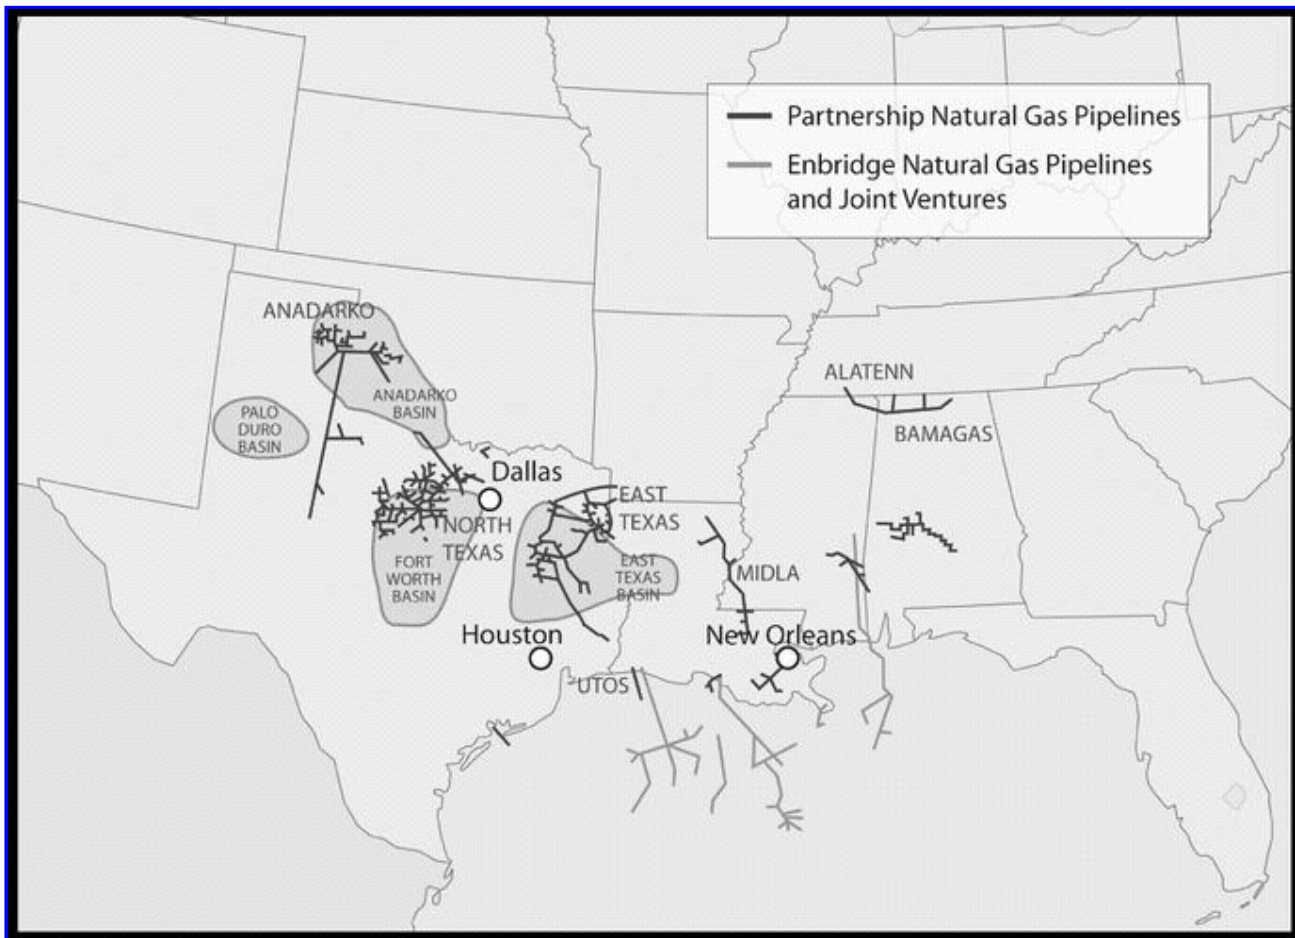 Partnership Natural Gas Pipelines
Enbridge Natural Gas Pipelines
and Joint Ventures
ANADARKO
ANADARKO
BASIN
PALO
DURO
BASIN
ALATENN
BAMAGAS
Dallas
NORTH
TEXAS
EAST
TEXAS
FORT
WORTH
BASIN
EAST
TEXAS
BASIN
MIDLA
Houston
New Orleans
UTOS